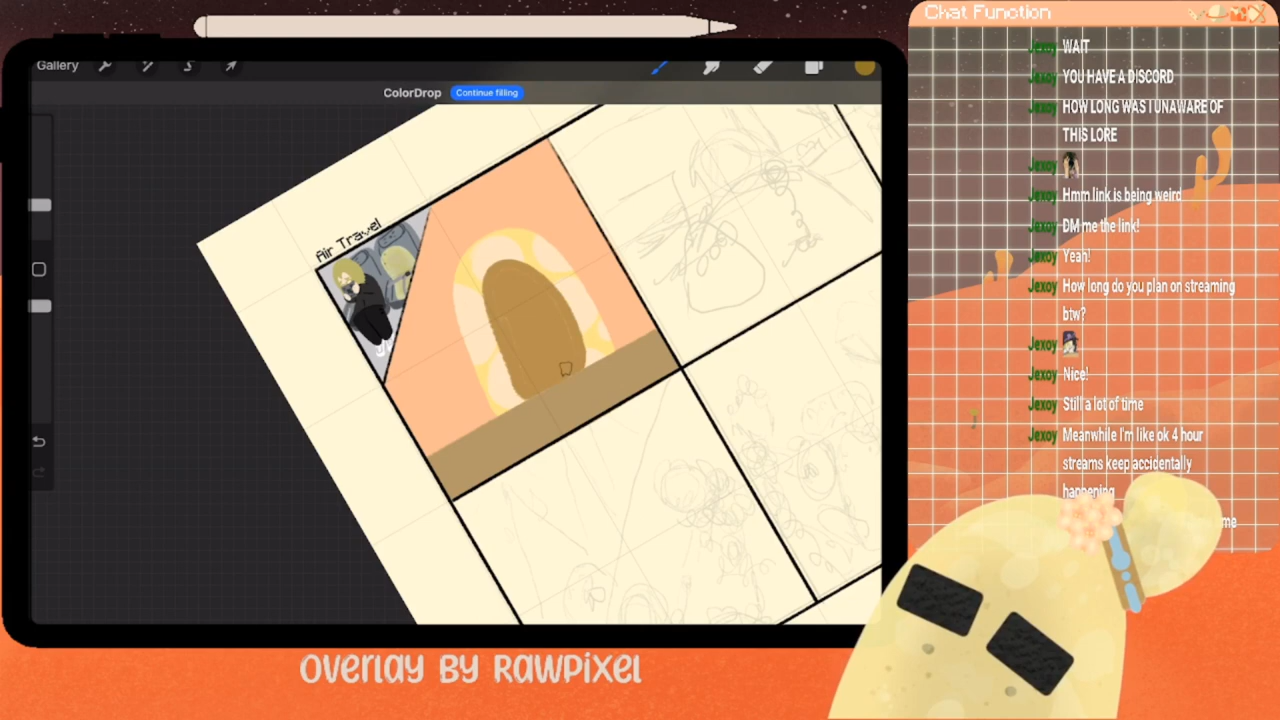 Chat Function
Gallery
ColorDrop
Continue filling
Air Travel
Jexoy WAIT
Jexoy YOU HAVE A DISCORD
Jexoy HOW LONG WAS I UNAWARE OF
THIS LORE
Jexoy
Jexoy Hmm link is being weird
Jexoy DM me the link!
Jexoy Yeah!
Jexoy How long do you plan on streaming
btw?
Jexoy
Jexoy Nice!
Jexoy Still a lot of time
Jexoy Meanwhile I'm like ok 4 hour
streams keep accidentally
happening
me
OVERLAY BY RAWPIXEL